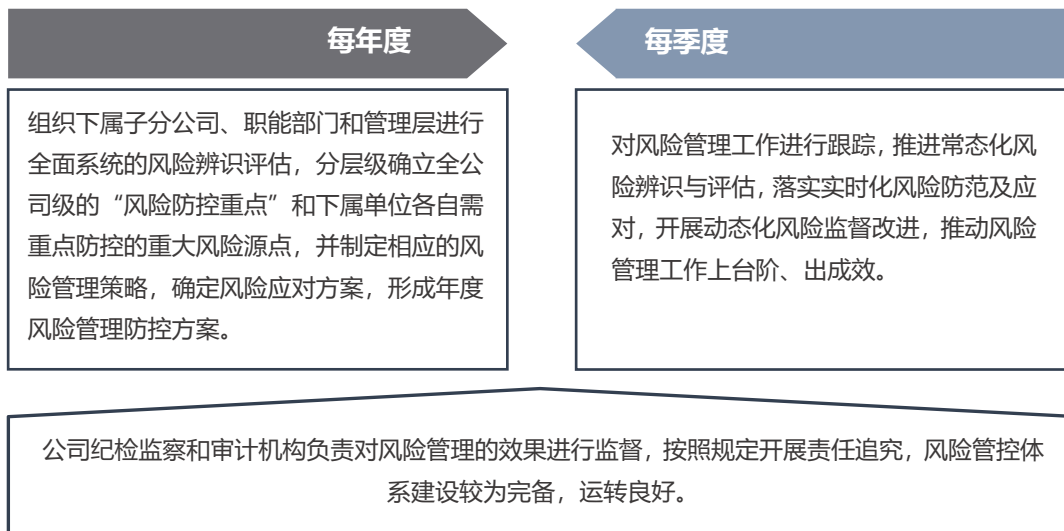 每年度
组织下属子分公司、职能部门和管理层进行
全面系统的风险辨识评估，分层级确立全公
司级的“风险防控重点”和下属单位各自需
重点防控的重大风险源点，并制定相应的风
险管理策略，确定风险应对方案，形成年度
风险管理防控方案。
每季度
对风险管理工作进行跟踪，推进常态化风
险辨识与评估，落实实时化风险防范及应
对，开展动态化风险监督改进，推动风险
管理工作上台阶、出成效。
公司纪检监察和审计机构负责对风险管理的效果进行监督，按照规定开展责任追究，风险管控体
系建设较为完备，运转良好。